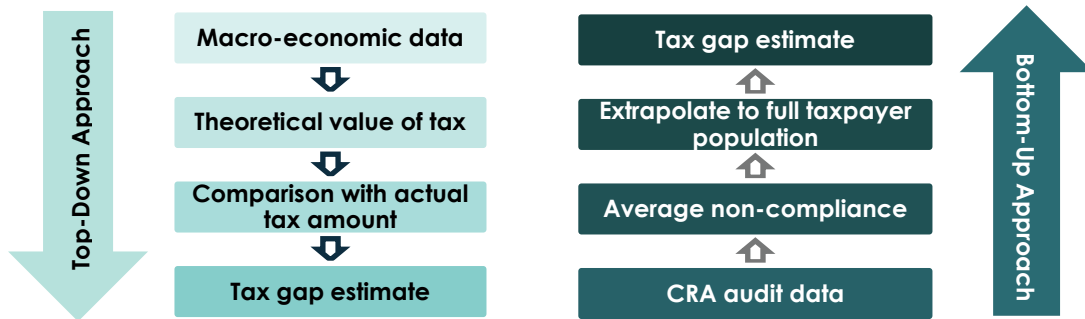 Top-Down Approach
Macro-economic data
Theoretical value of tax
Comparison with actual
tax amount
Tax gap estimate
Tax gap estimate
Extrapolate to full taxpayer
population
Average non-compliance
CRA audit data
Bottom-Up Approach